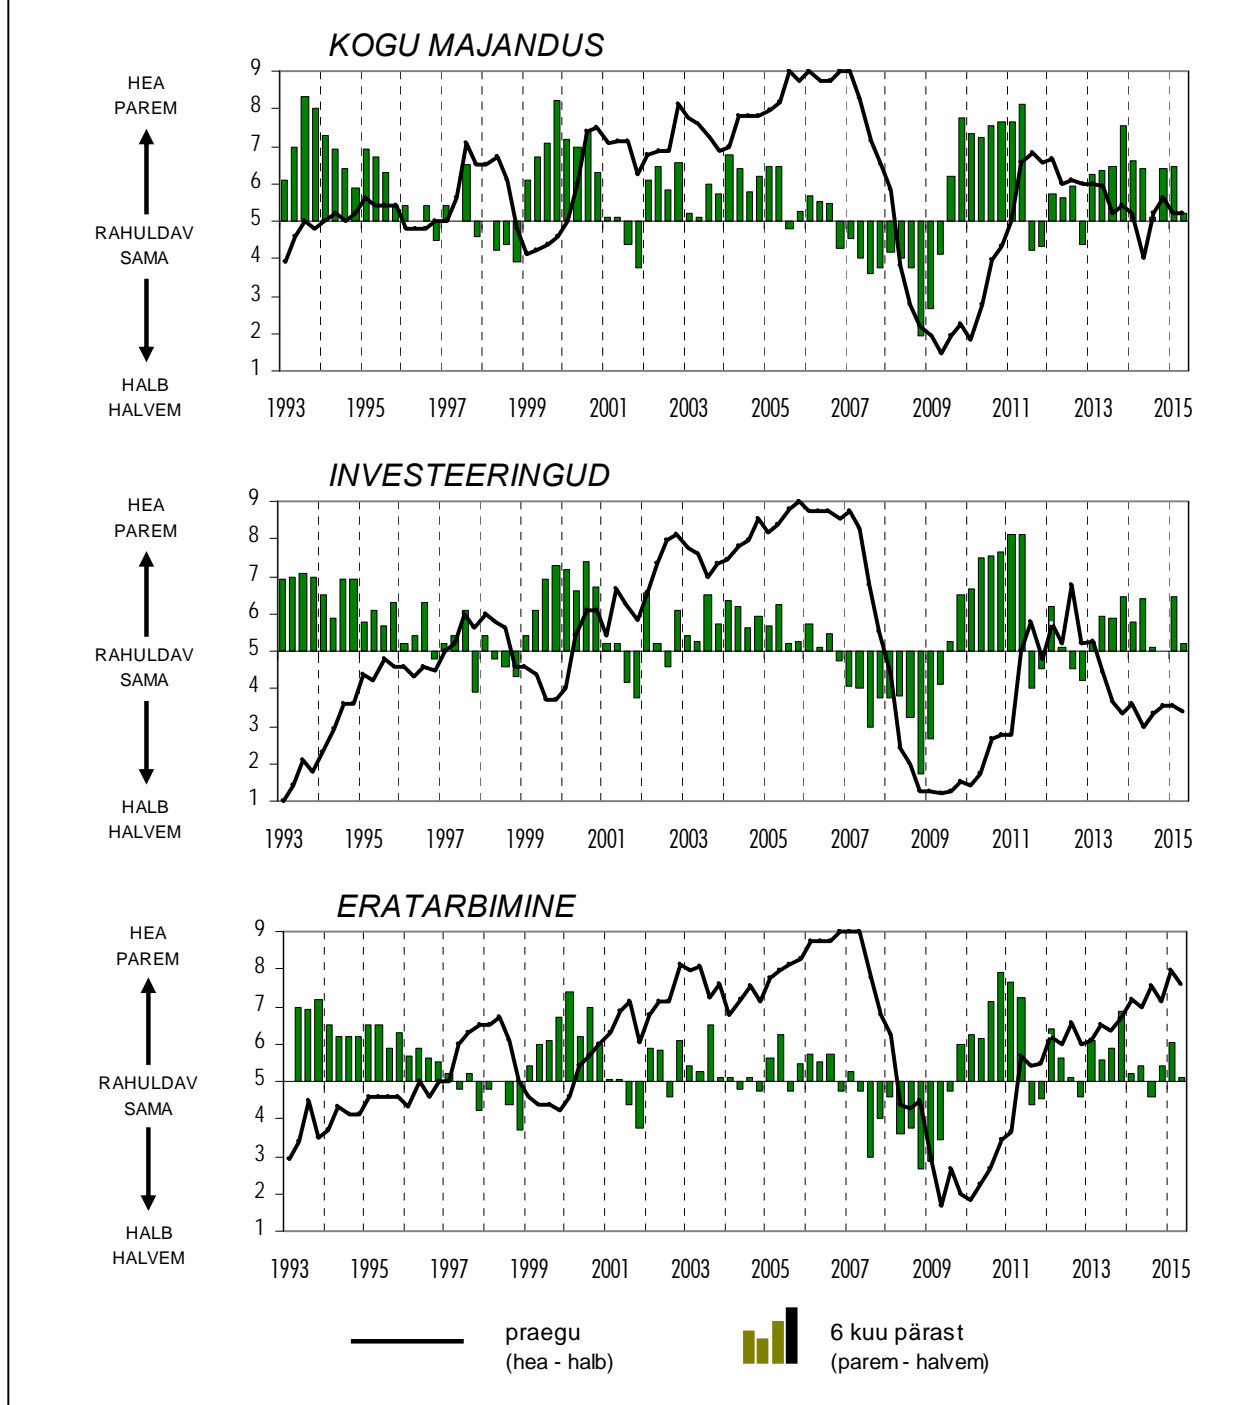 KOGU MAJANDUS
HEA
PAREM
RAHULDAV
SAMA
HALB
HALVEM
9
8
7
6
5
4
3
2
1
1993 1995 1997 1999 2001 2003 2005 2007 2009 2011 2013 2015
INVESTEERINGUD
HEA
PAREM
RAHULDAV
SAMA
HALB
HALVEM
9
8
7
6
5
4
3
2
1
1993 1995 1997 1999 2001 2003 2005 2007 2009 2011 2013 2015
ERATARBIMINE
HEA
PAREM
RAHULDAV
SAMA
HALB
HALVEM
9
8
7
6
5
4
3
2
1
1993 1995 1997 1999 2001 2003 2005 2007 2009 2011 2013 2015
praegu
(hea - halb)
6 kuu pärast
(parem - halvem)